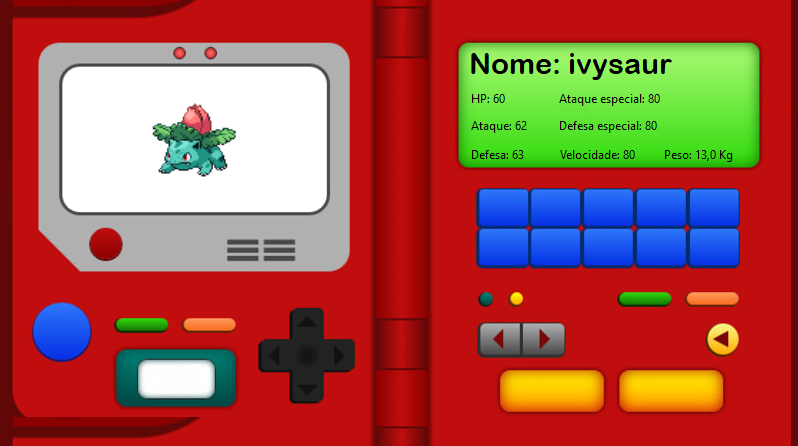 Nome: ivysaur
HP: 60 Ataque especial: 80
Ataque: 62 Defesa especial: 80
Defesa: 63 Velocidade: 80 Peso: 13,0 Kg